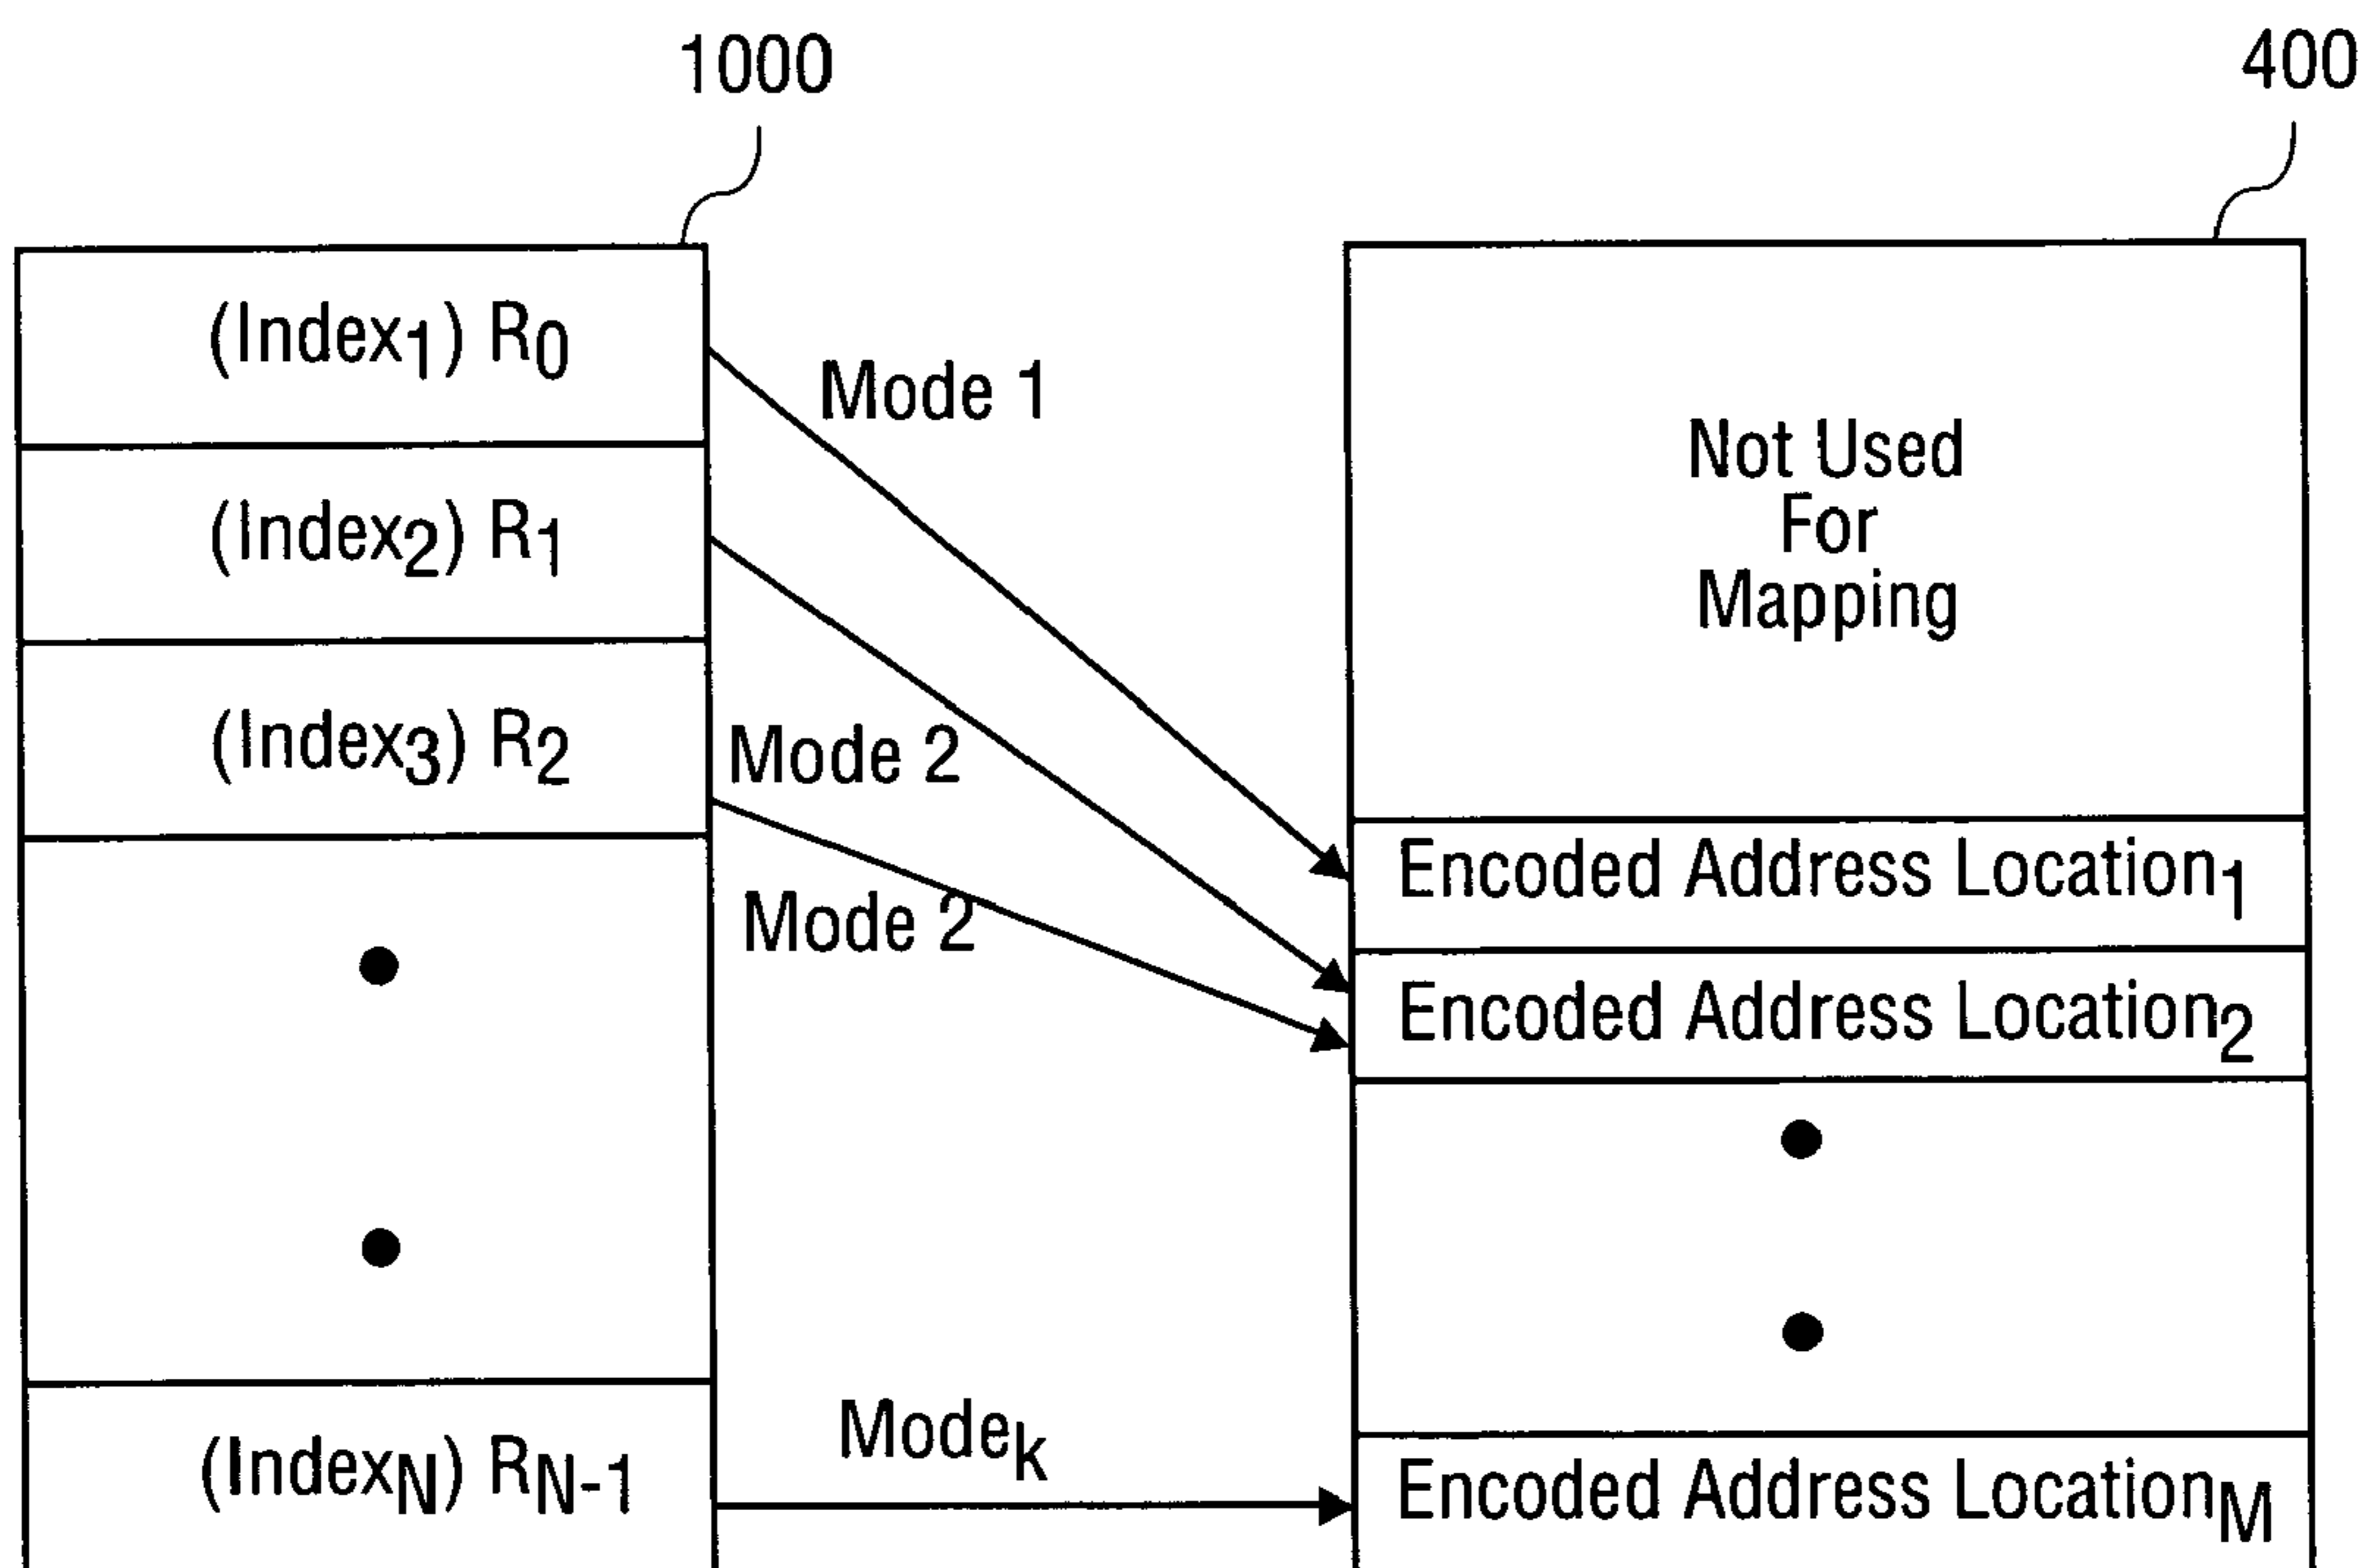 1000
400
(Index1) R0
Mode 1
(Index2) R1
Not Used
For
Mapping
(Index3) R2
Mode 2
Mode 2
Encoded Address Location1
Encoded Address Location2
(IndexN) RN-1
Modek
Encoded Address LocationM